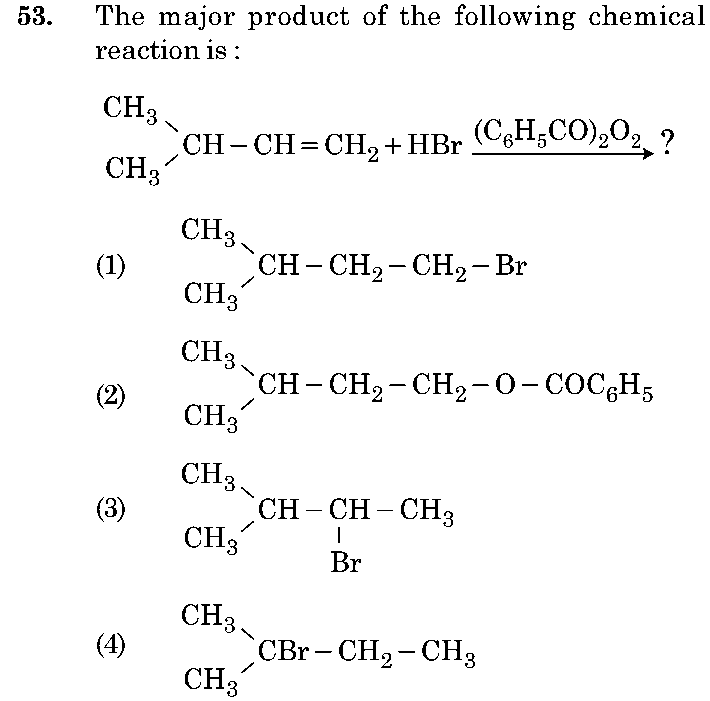 53. The major product of the following chemical
reaction is :
CH₃
CH₃
CH – CH = CH₂ + HBr (C₆H₅CO)₂O₂ ?
(1)
CH₃
CH₃
CH – CH₂ – CH₂ – Br
(2)
CH₃
CH₃
CH – CH₂ – CH₂ – O – COC₆H₅
(3)
CH₃
CH₃
CH – CH – CH₃
Br
(4)
CH₃
CH₃
CBr – CH₂ – CH₃